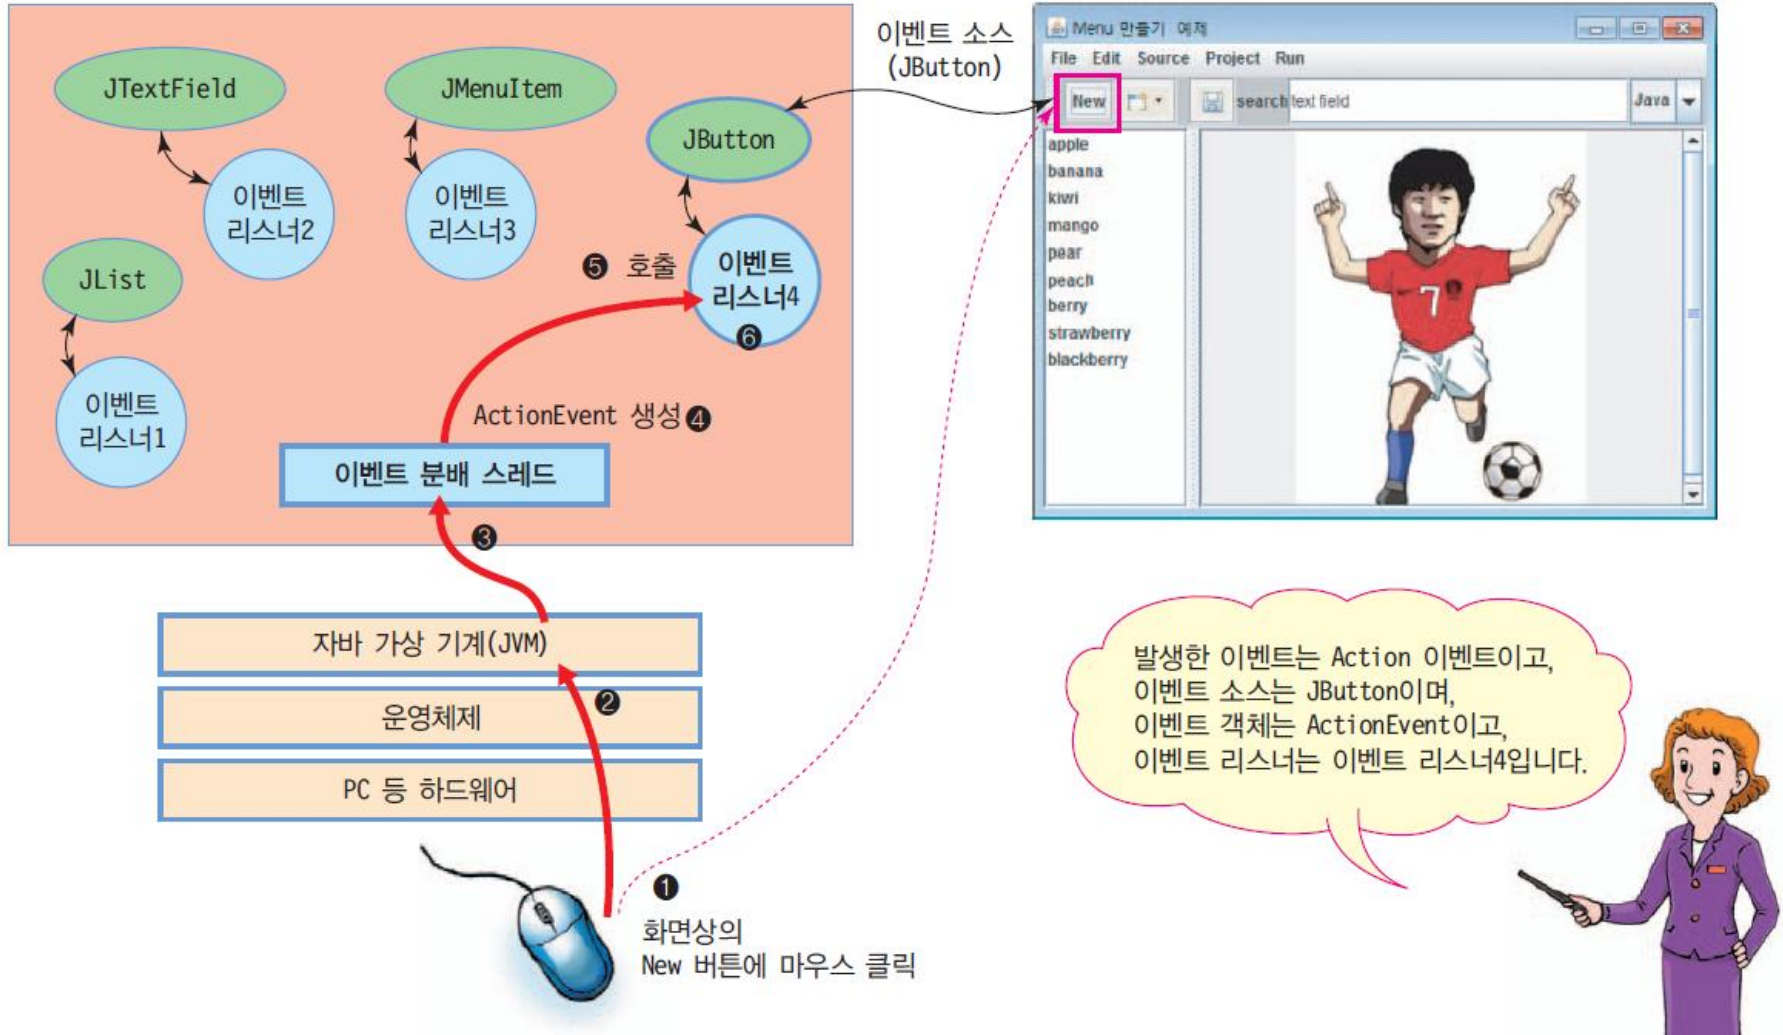 JTextField
이벤트
리스너2
JMenuItem
이벤트
리스너3
JButton
이벤트
리스너4
❻
❺ 호출
JList
이벤트
리스너1
ActionEvent 생성❹
이벤트 분배 스레드
❸
자바 가상 기계(JVM)
❷
운영체제
PC 등 하드웨어
❶
화면상의
New 버튼에 마우스 클릭
이벤트 소스
(JButton)
Menu 만들기 예제
File Edit Source Project Run
New search text field Java
apple
banana
kiwi
mango
pear
peach
berry
strawberry
blackberry
7
발생한 이벤트는 Action 이벤트이고,
이벤트 소스는 JButton이며,
이벤트 객체는 ActionEvent이고,
이벤트 리스너는 이벤트 리스너4입니다.